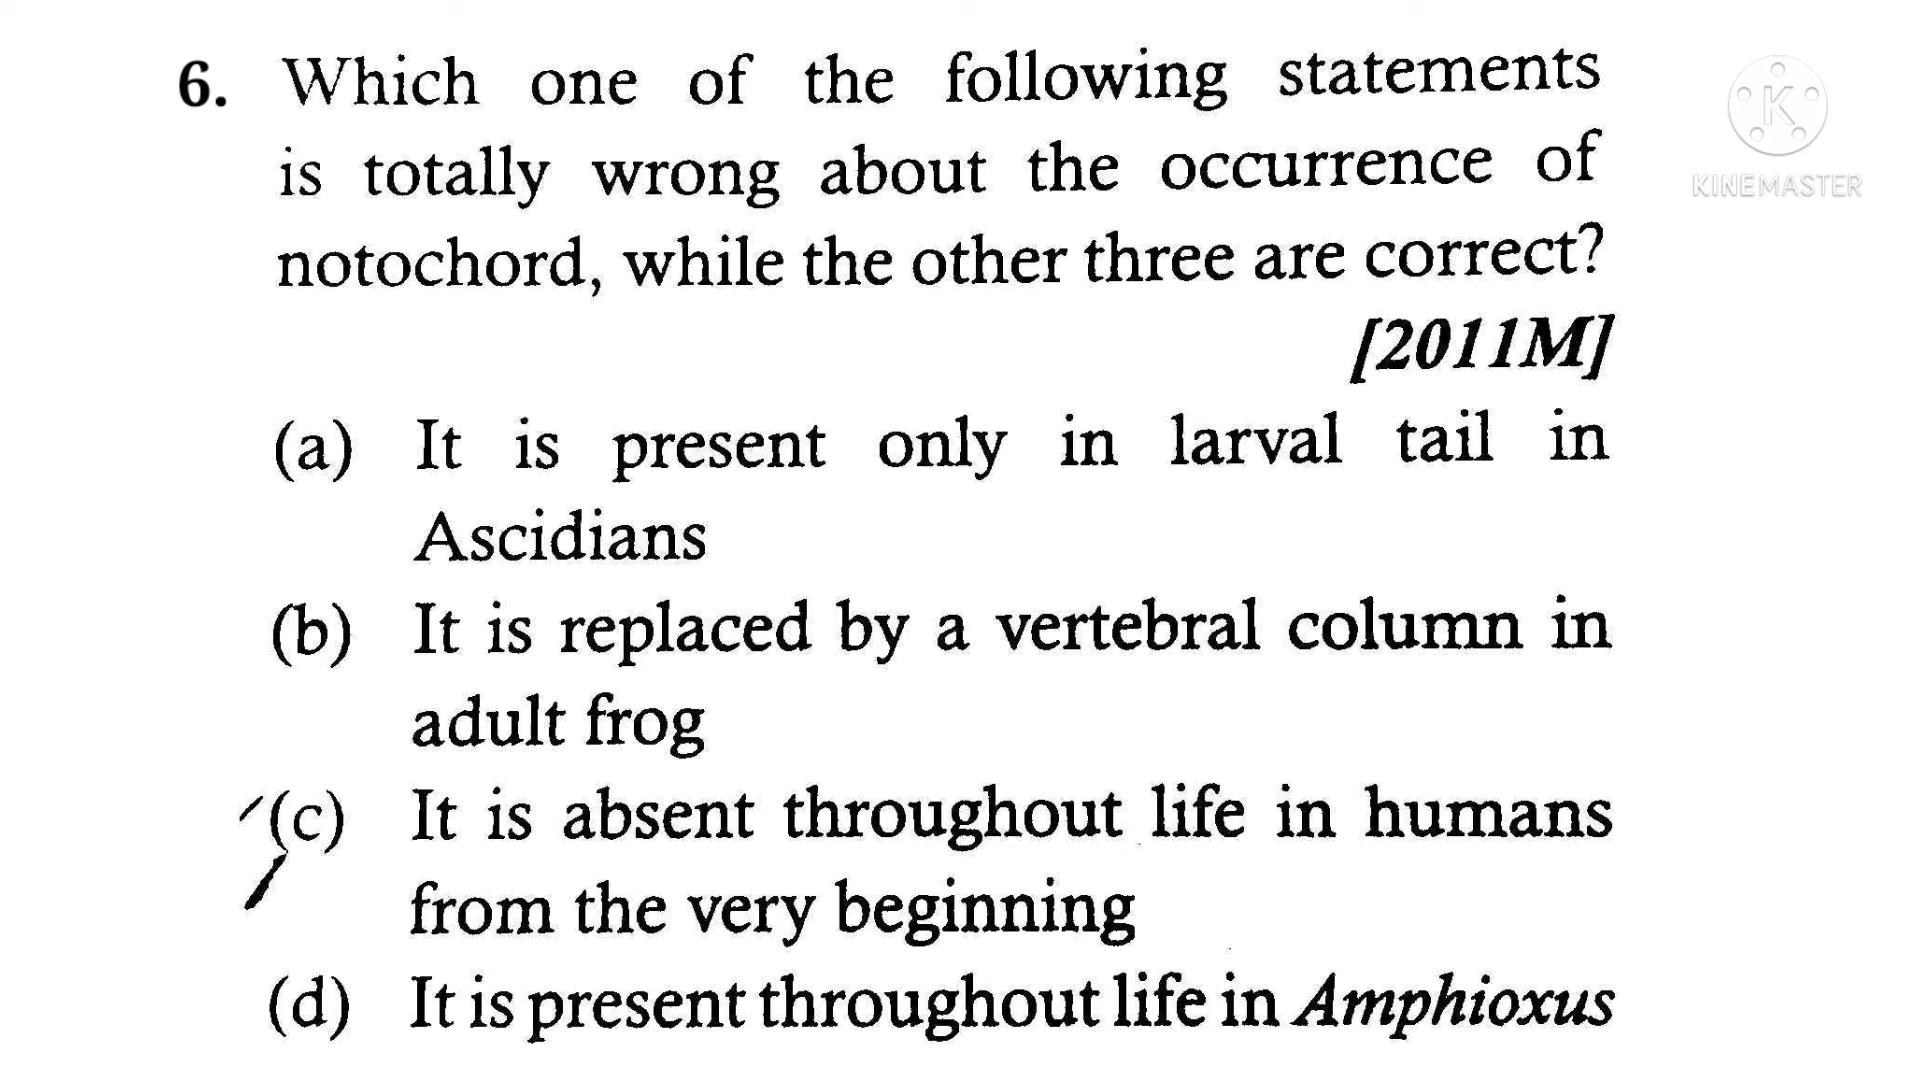 6. Which one of the following statements
K
is totally wrong about the occurrence of
KINEMASTER
notochord, while the other three are correct?
[2011M]
(a) It is present only in larval tail in
Ascidians
(b) It is replaced by a vertebral column in
adult frog
(c) It is absent throughout life in humans
from the very beginning
(d) It is present throughout life in Amphioxus